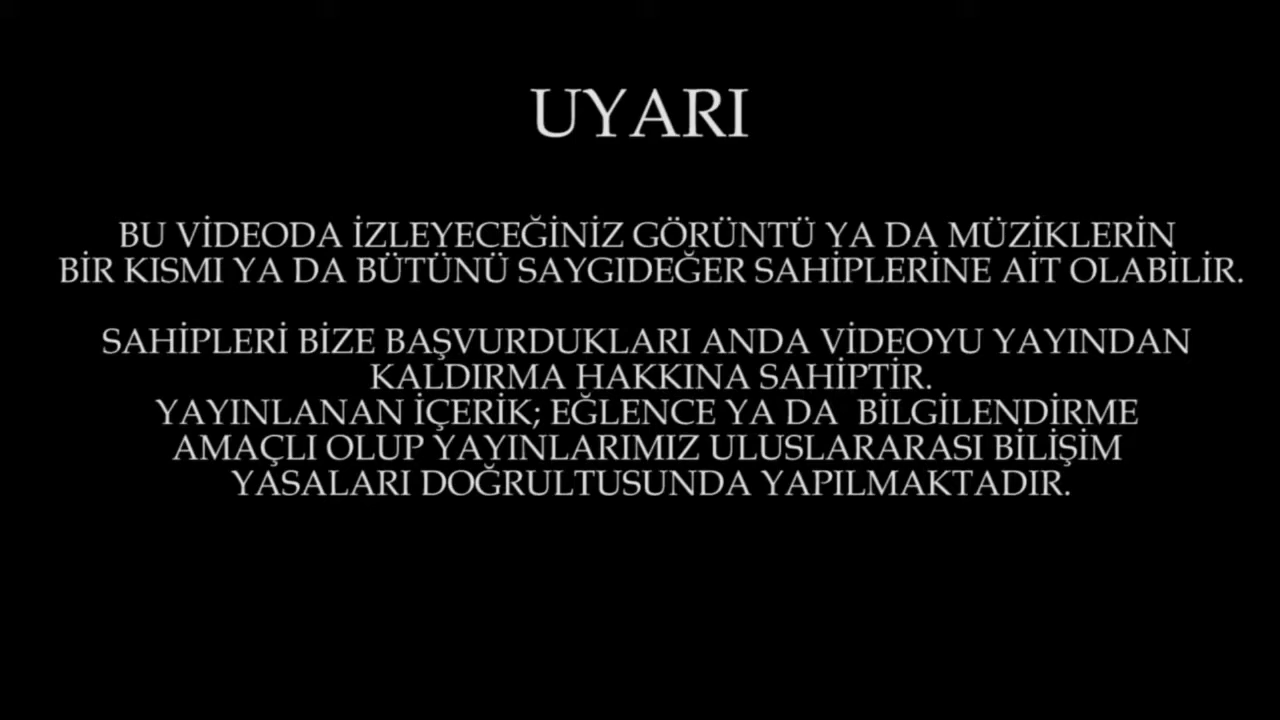 UYARI
BU VİDEODA İZLEYECEĞİNİZ GÖRÜNTÜ YA DA MÜZİKLERİN
BİR KISMI YA DA BÜTÜNÜ SAYGIDEĞER SAHİPLERİNE AİT OLABİLİR.
SAHİPLERİ BİZE BAŞVURDUKLARI ANDA VİDEOYU YAYINDAN
KALDIRMA HAKKINA SAHİPTİR.
YAYINLANAN İÇERİK; EĞLENCE YA DA BİLGİLENDİRME
AMAÇLI OLUP YAYINLARIMIZ ULUSLARARASI BİLİŞİM
YASALARI DOĞRULTUSUNDA YAPILMAKTADIR.